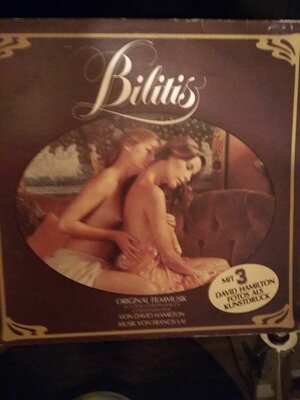 Bilitis
MIT 3
DAVID HAMILTON
FOTOS ALS
KUNSTDRUCK
ORIGINAL FILMMUSIK
VON DAVID HAMILTON
MUSIK VON FRANCIS LAI